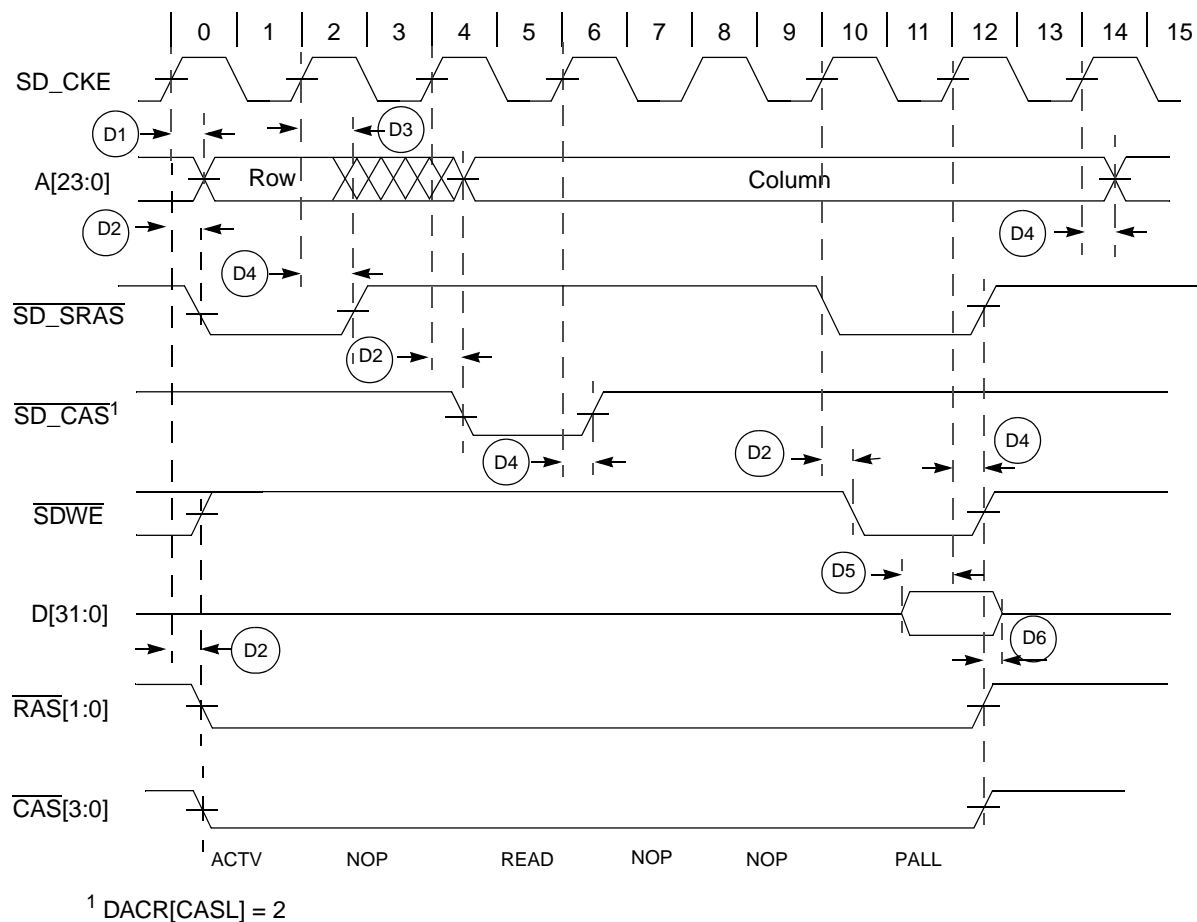 0 1 2 3 4 5 6 7 8 9 10 11 12 13 14 15
SD_CKE
D1
D3
A[23:0]
Row
Column
D2
D4
D4
SD_SRAS
D2
SD_CAS1
D4
D2
D4
SDWE
D5
D[31:0]
D2
D6
RAS[1:0]
CAS[3:0]
ACTV NOP READ NOP NOP PALL
1 DACR[CASL] = 2